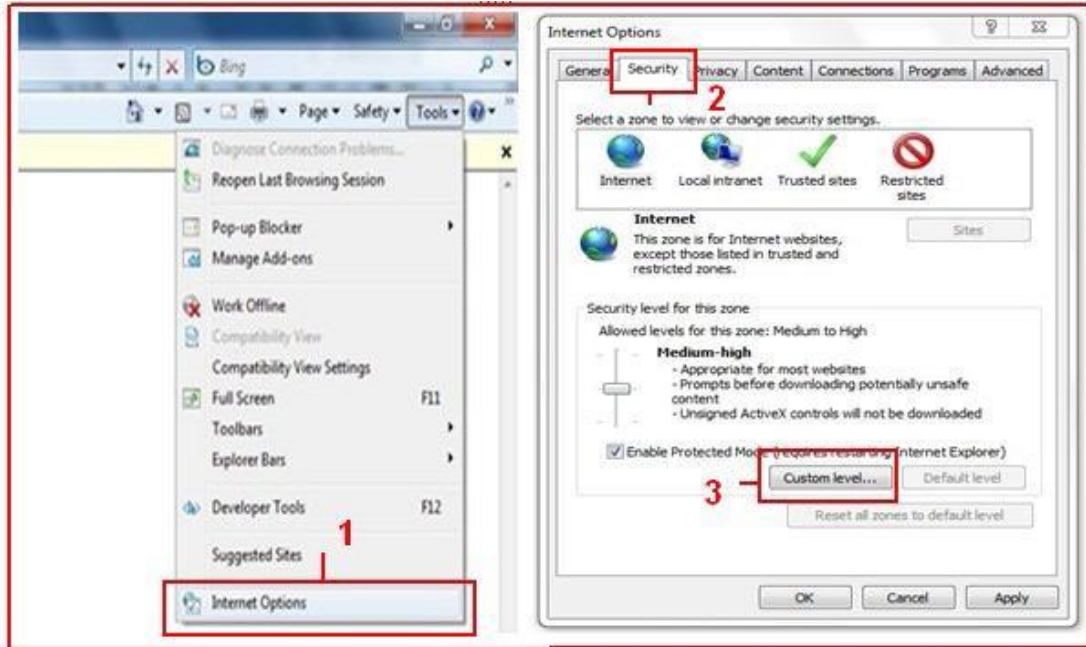 Bing
Page Safety Tools
Diagnose Connection Problems...
Reopen Last Browsing Session
Pop-up Blocker
Manage Add-ons
Work Offline
Compatibility View
Compatibility View Settings
Full Screen F11
Toolbars
Explorer Bars
Developer Tools F12
Suggested Sites
1
Internet Options
Internet Options
General Security Privacy Content Connections Programs Advanced
2
Select a zone to view or change security settings.
Internet Local intranet Trusted sites Restricted
sites
Internet
Sites
This zone is for Internet websites,
except those listed in trusted and
restricted zones.
Security level for this zone
Allowed levels for this zone: Medium to High
Medium-high
- Appropriate for most websites
- Prompts before downloading potentially unsafe
content
- Unsigned ActiveX controls will not be downloaded
Enable Protected Mode (requires restarting Internet Explorer)
3
Custom level... Default level
Reset all zones to default level
OK Cancel Apply